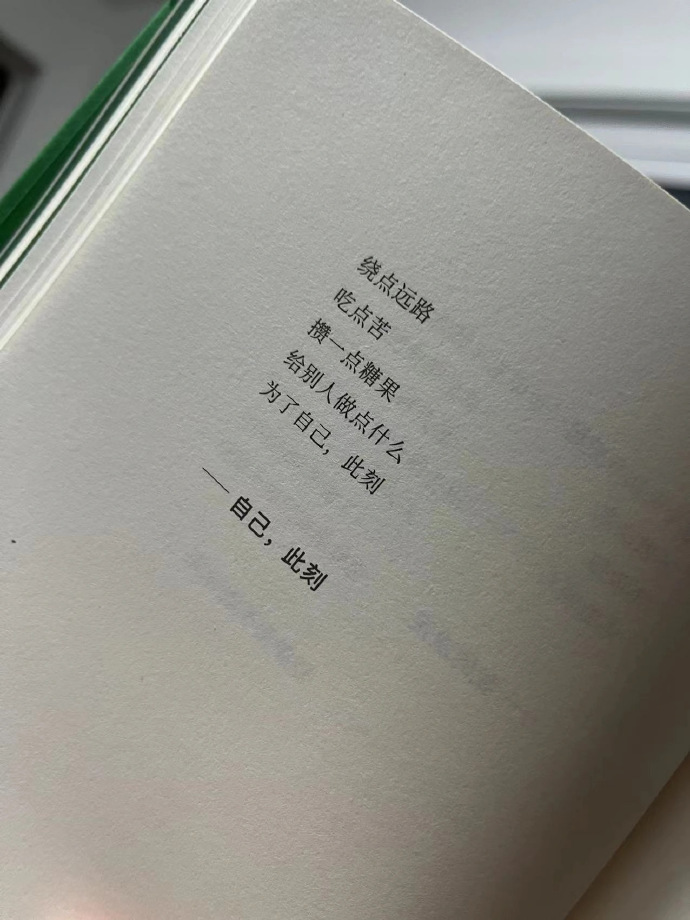 绕点远路
吃点苦
攒一点糖果
给别人做点什么
为了自己，此刻
——自己，此刻